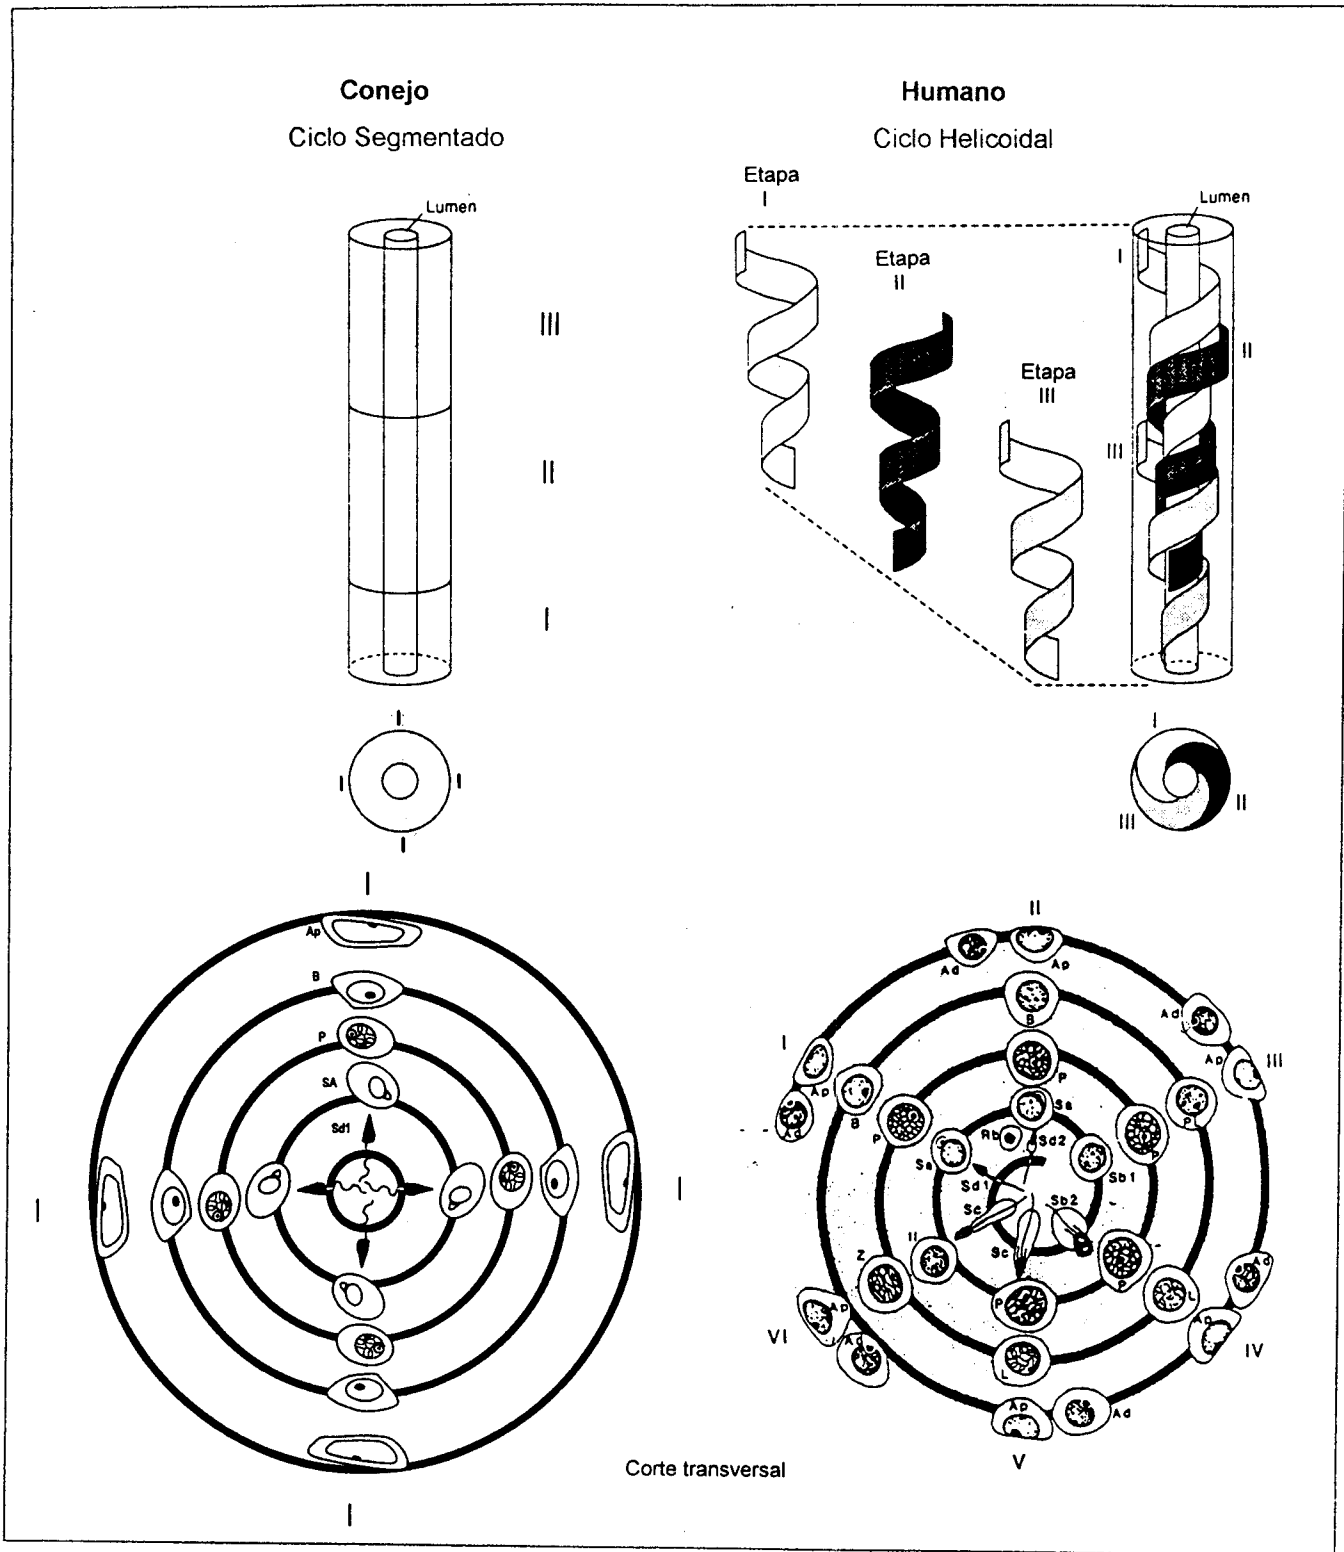 Conejo
Ciclo Segmentado
Lumen
III
II
I
I
I
I
I
Humano
Ciclo Helicoidal
Etapa
I
Etapa
II
Etapa
III
Lumen
I
II
III
I
II
III
I
Ap
B
P
SA
Sd1
I
I
I
II
Ad
Ap
B
P
Sa
Rb
Sd2
I
Ap
Ad
B
P
Sa
Sd1
Ad
Ap
III
P
P
Sb1
Sb2
Sc
Sc
II
Z
Ap
Ad
VI
P
L
Ad
Ap
IV
P
L
Ap
Ad
V
Corte transversal